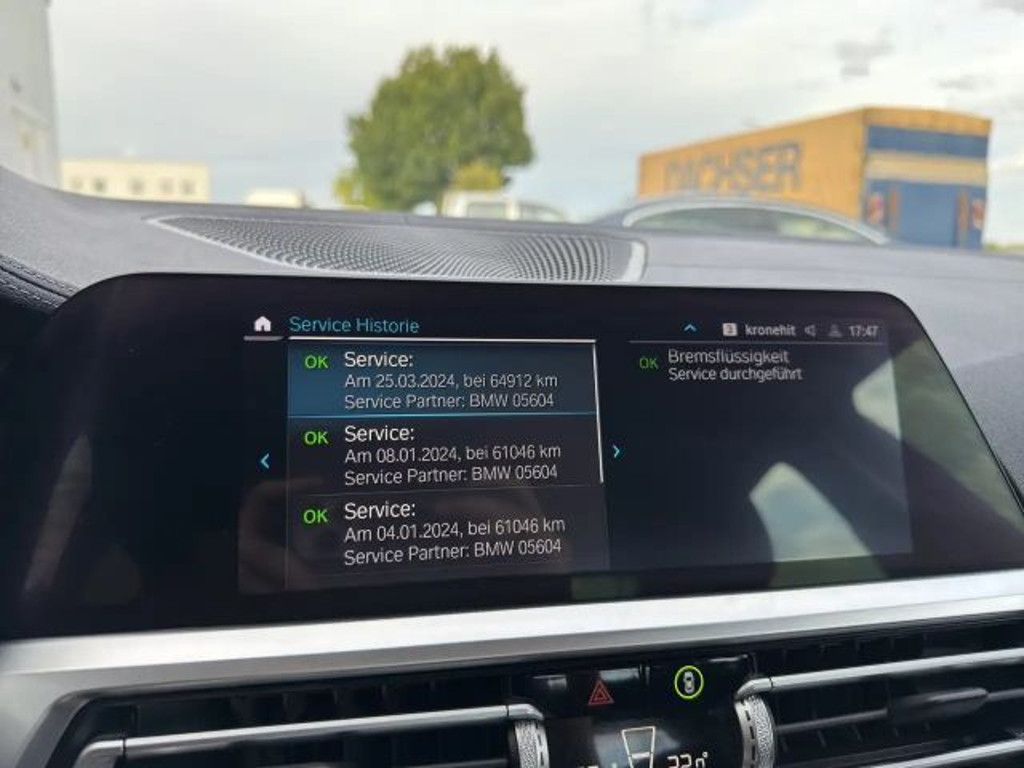 DACHSER
Service Historie
kronehit 17:47
OK Service:
Am 25.03.2024, bei 64912 km
Service Partner: BMW 05604
OK Service:
Am 08.01.2024, bei 61046 km
Service Partner: BMW 05604
OK Service:
Am 04.01.2024, bei 61046 km
Service Partner: BMW 05604
OK Bremsflüssigkeit
Service durchgeführt